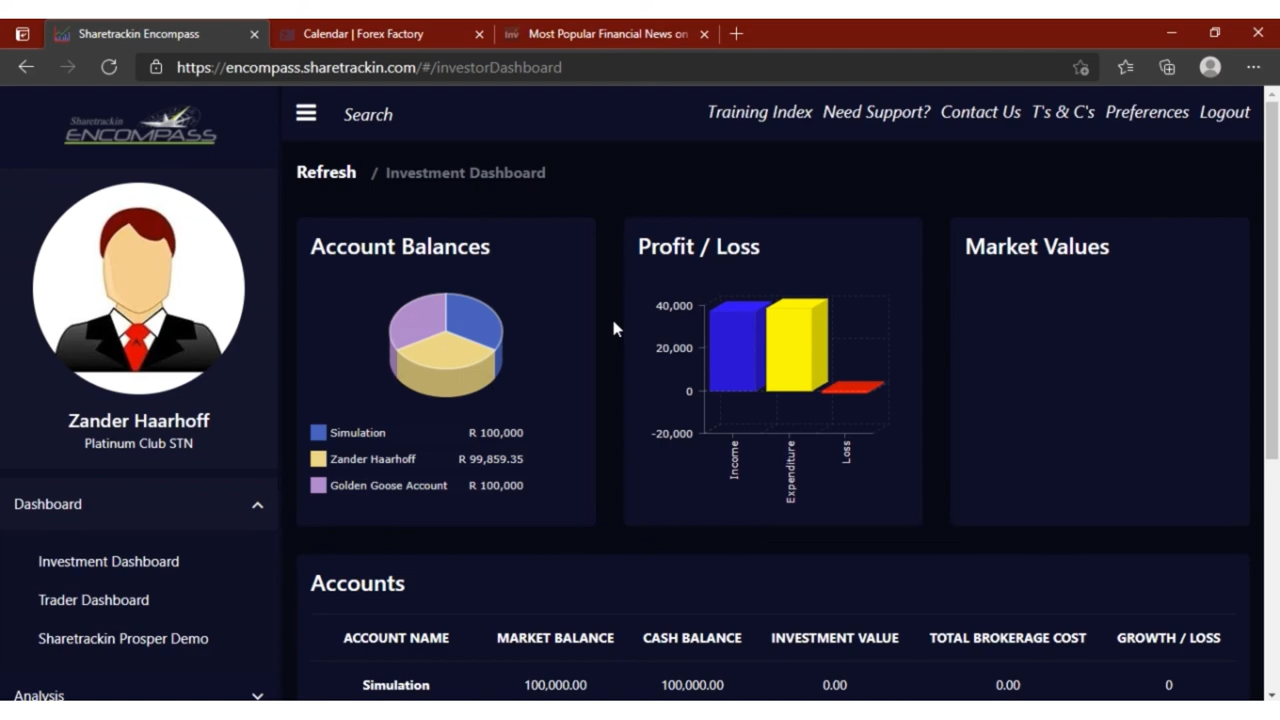 Sharetrackin Encompass
Calendar | Forex Factory
Most Popular Financial News on
https://encompass.sharetrackin.com/#/investorDashboard
Sharetrackin
ENCOMPASS
Search
Training Index Need Support? Contact Us T's & C's Preferences Logout
Refresh / Investment Dashboard
Zander Haarhoff
Platinum Club STN
Dashboard
Investment Dashboard
Trader Dashboard
Sharetrackin Prosper Demo
Analysis
Account Balances
Simulation R 100,000
Zander Haarhoff R 99,859.35
Golden Goose Account R 100,000
Profit / Loss
40,000
20,000
0
-20,000
Income
Expenditure
Loss
Market Values
Accounts
ACCOUNT NAME MARKET BALANCE CASH BALANCE INVESTMENT VALUE TOTAL BROKERAGE COST GROWTH / LOSS
Simulation 100,000.00 100,000.00 0.00 0.00 0